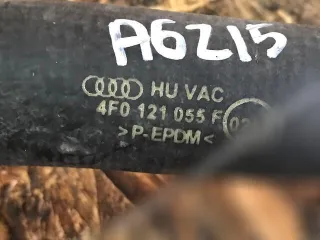 A6215
HU VAC
4F0 121 055 F
>P-EPDM<